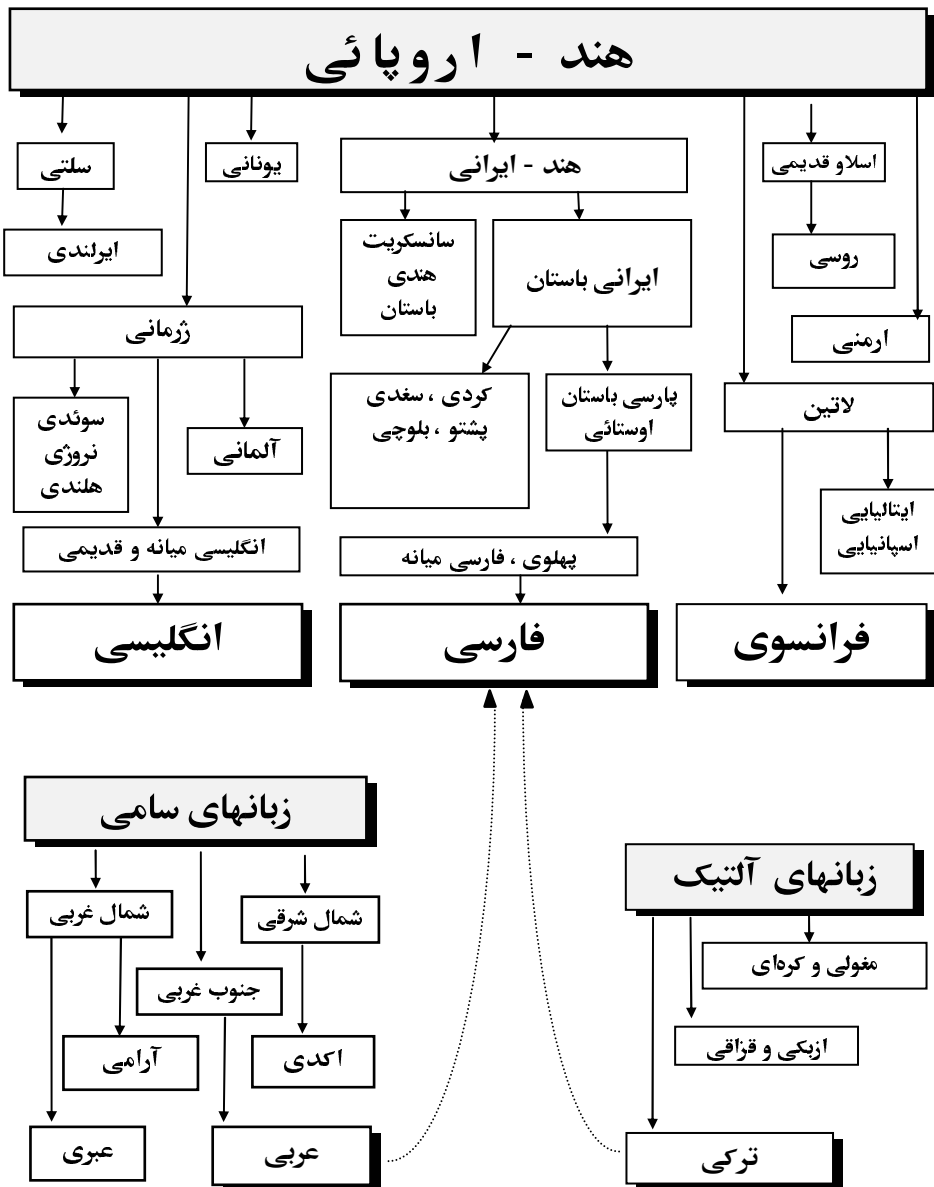 هند - اروپائی
اسلاو قدیمی
روسی
ارمنی
لاتین
ایتالیایی
اسپانیایی
فرانسوی
هند - ایرانی
ایرانی باستان
سانسکریت
هندی
باستان
پارسی باستان
اوستائی
کردی ، سغدی
پشتو ، بلوچی
پهلوی ، فارسی میانه
فارسی
یونانی
سلتی
ایرلندی
ژرمانی
آلمانی
سوئدی
نروژی
هلندی
انگلیسی میانه و قدیمی
انگلیسی
زبانهای آلتیک
مغولی و کرهای
ازبکی و قزاقی
ترکی
زبانهای سامی
شمال شرقی
شمال غربی
جنوب غربی
اکدی
آرامی
عربی
عبری